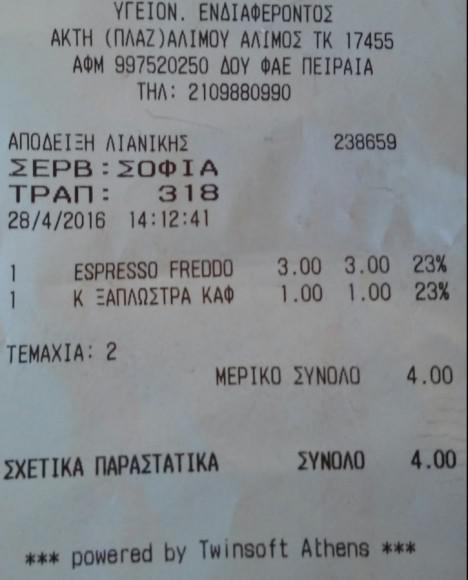 ΥΓΕΙΟΝ. ΕΝΔΙΑΦΕΡΟΝΤΟΣ
ΑΚΤΗ (ΠΛΑΖ)ΑΛΙΜΟΥ ΑΛΙΜΟΣ ΤΚ 17455
ΑΦΜ 997520250 ΔΟΥ ΦΑΕ ΠΕΙΡΑΙΑ
ΤΗΛ: 2109880990
ΑΠΟΔΕΙΞΗ ΛΙΑΝΙΚΗΣ 238659
ΣΕΡΒ:ΣΟΦΙΑ
ΤΡΑΠ: 318
28/4/2016 14:12:41
1 ESPRESSO FREDDO 3.00 3.00 23%
1 Κ ΞΑΠΛΩΣΤΡΑ ΚΑΦ 1.00 1.00 23%
ΤΕΜΑΧΙΑ: 2
ΜΕΡΙΚΟ ΣΥΝΟΛΟ 4.00
ΣΧΕΤΙΚΑ ΠΑΡΑΣΤΑΤΙΚΑ ΣΥΝΟΛΟ 4.00
*** powered by Twinsoft Athens ***